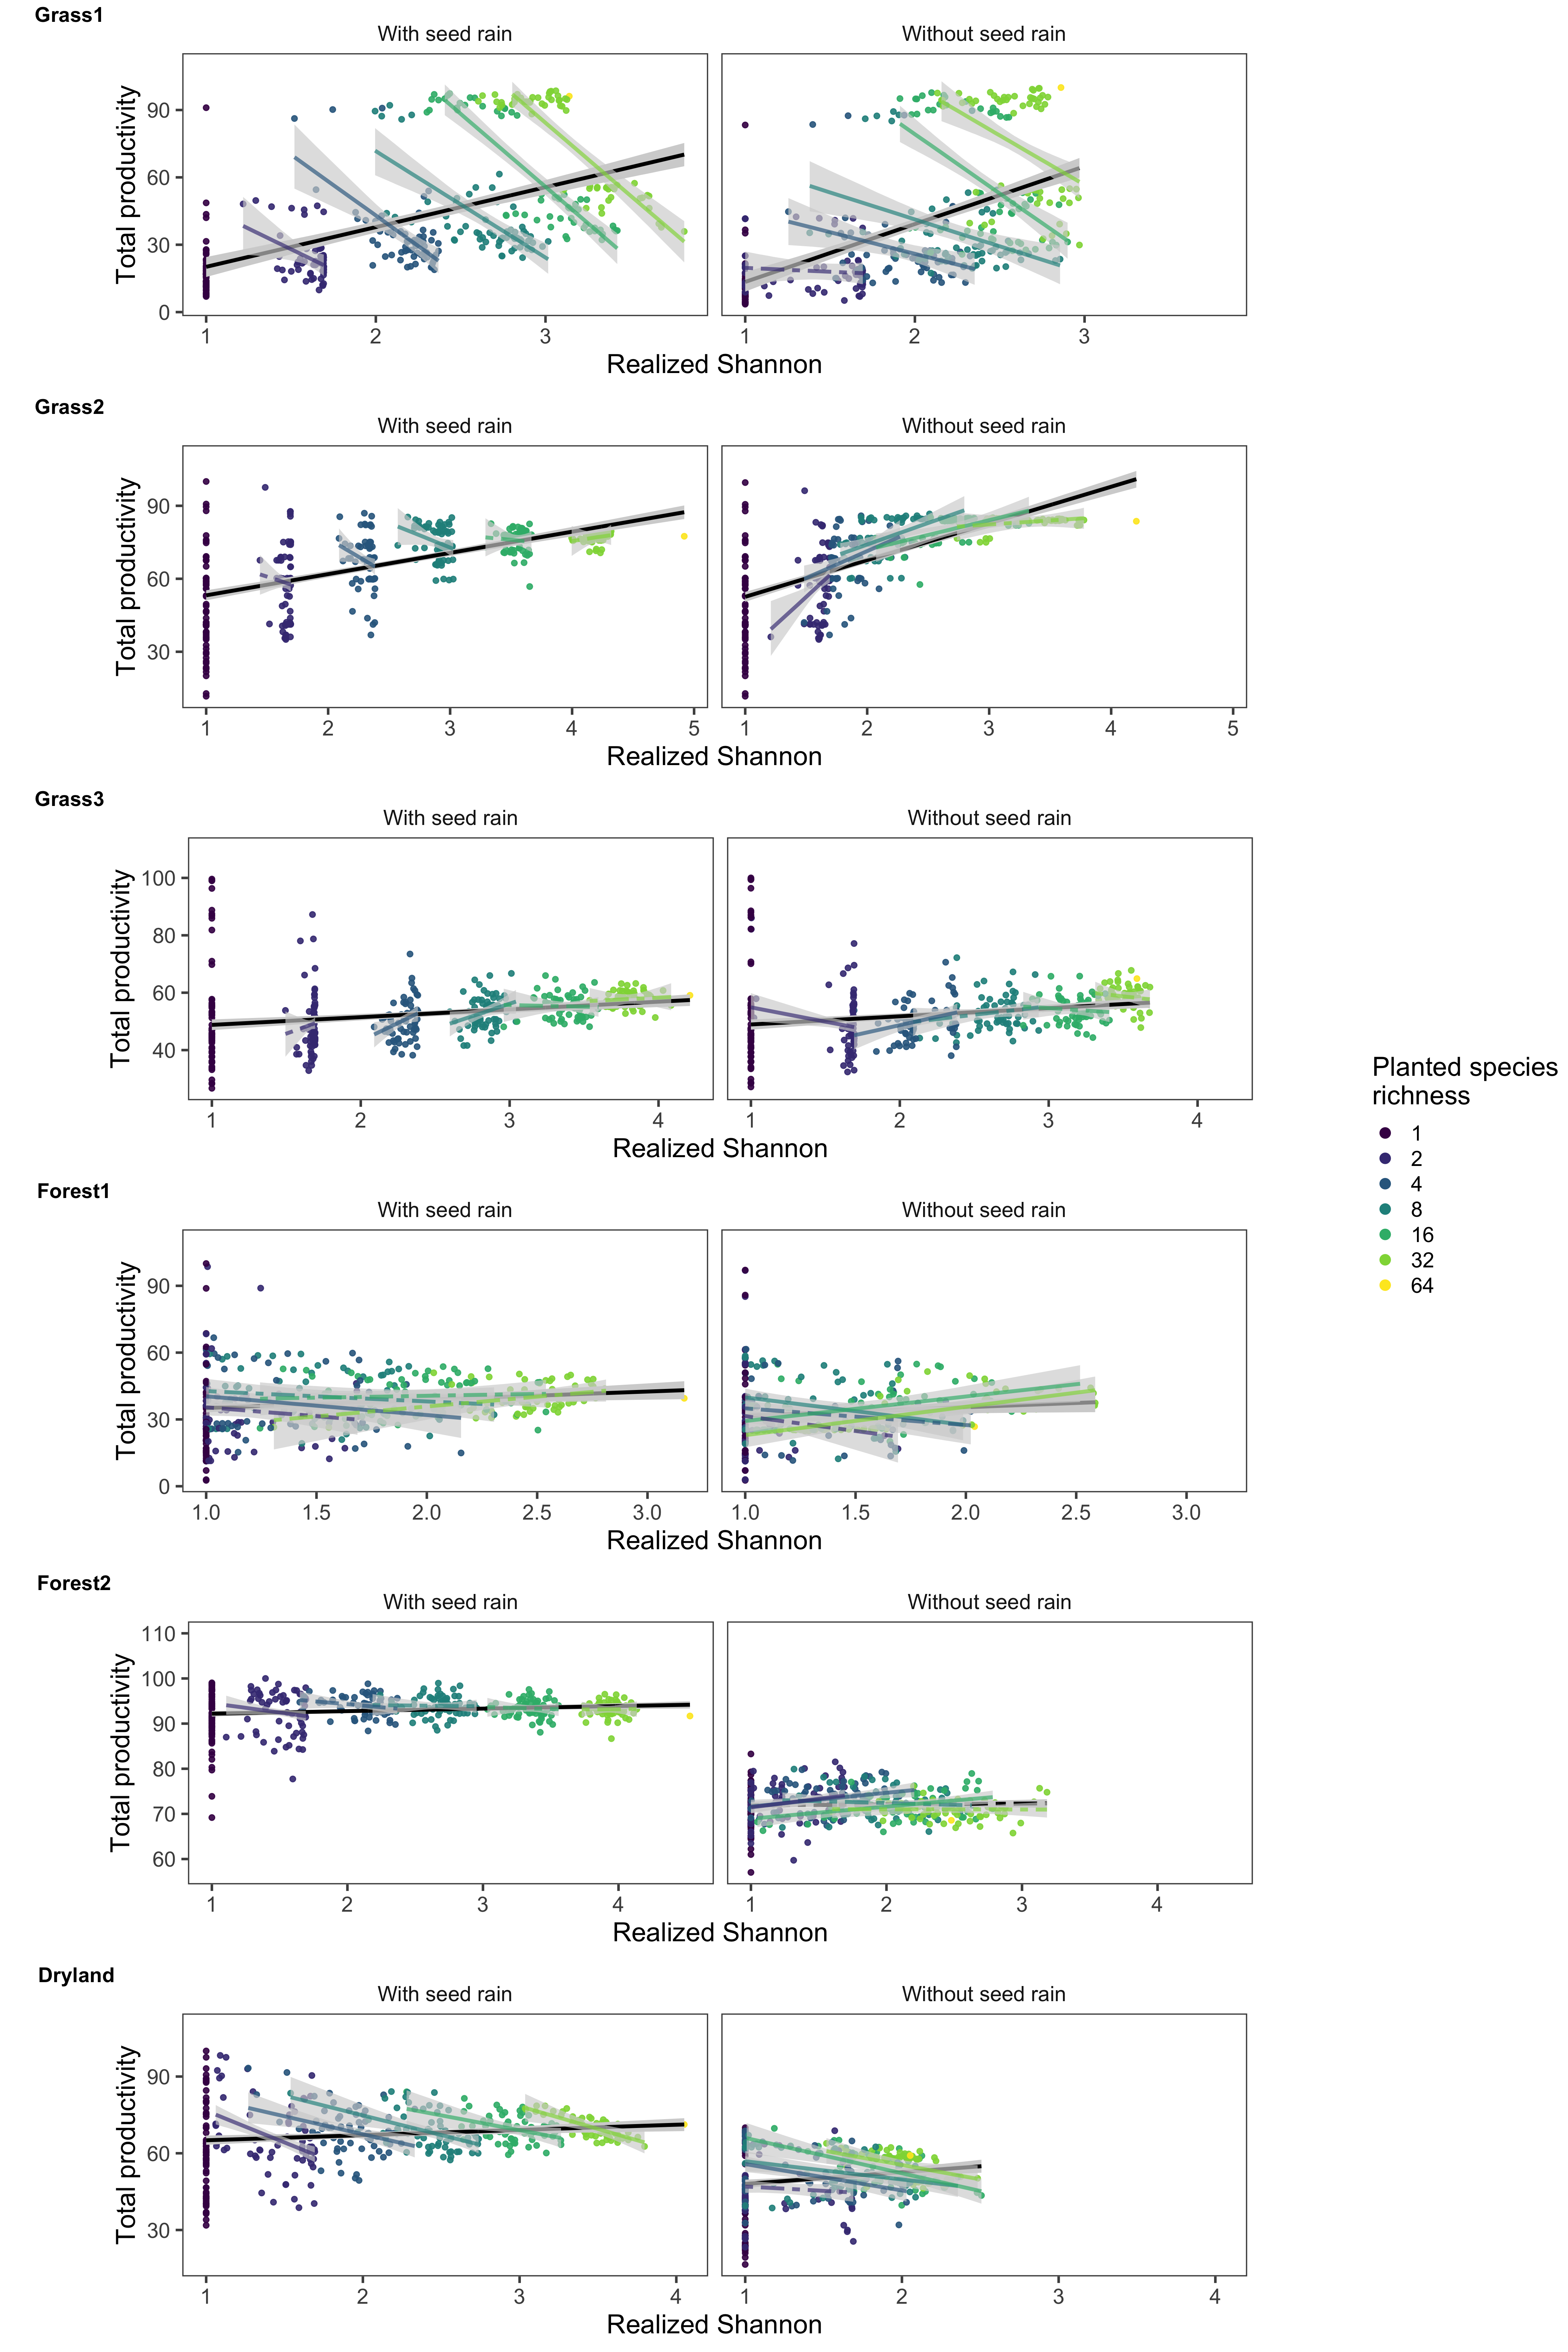 Grass1
With seed rain
Without seed rain
Total productivity
90
60
30
0
1
2
3
1
2
3
Realized Shannon
Grass2
With seed rain
Without seed rain
Total productivity
90
60
30
1
2
3
4
5
1
2
3
4
5
Realized Shannon
Grass3
With seed rain
Without seed rain
Total productivity
100
80
60
40
1
2
3
4
1
2
3
4
Realized Shannon
Planted species
richness
1
2
4
8
16
32
64
Forest1
With seed rain
Without seed rain
Total productivity
90
60
30
0
1.0
1.5
2.0
2.5
3.0
1.0
1.5
2.0
2.5
3.0
Realized Shannon
Forest2
With seed rain
Without seed rain
Total productivity
110
100
90
80
70
60
1
2
3
4
1
2
3
4
Realized Shannon
Dryland
With seed rain
Without seed rain
Total productivity
90
60
30
1
2
3
4
1
2
3
4
Realized Shannon